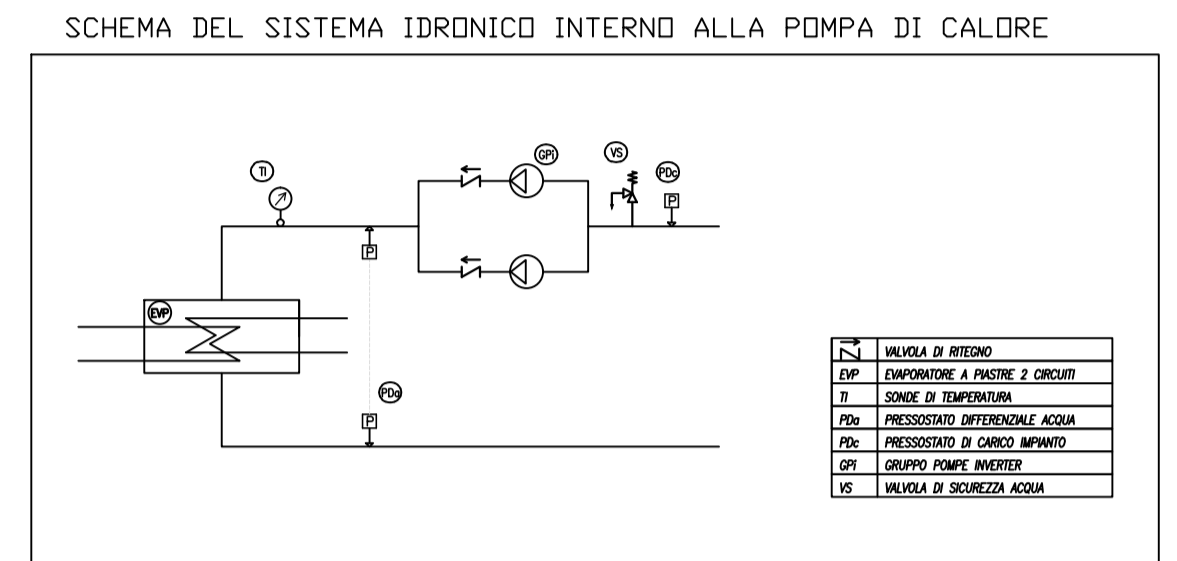 SCHEMA DEL SISTEMA IDRONICO INTERNO ALLA POMPA DI CALORE
GPi
VS
TI
PDc
P
P
EVP
PDa
P
VALVOLA DI RITEGNO
EVP EVAPORATORE A PIASTRE 2 CIRCUITI
TI SONDE DI TEMPERATURA
PDa PRESSOSTATO DIFFERENZIALE ACQUA
PDc PRESSOSTATO DI CARICO IMPIANTO
GPi GRUPPO POMPE INVERTER
VS VALVOLA DI SICUREZZA ACQUA